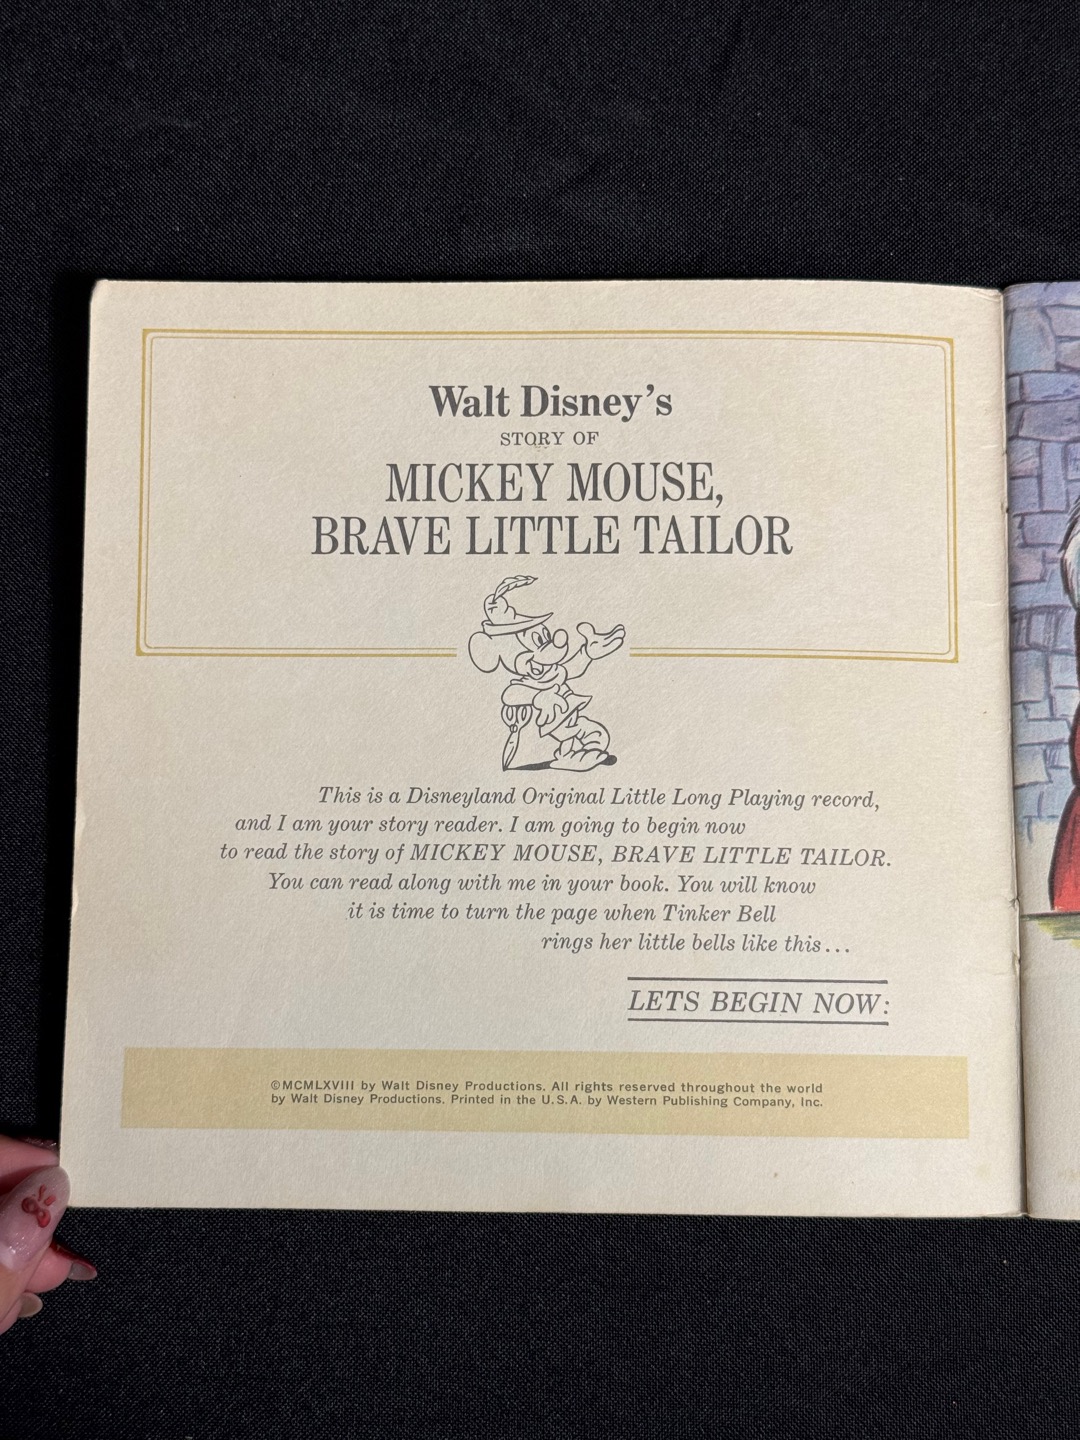 Walt Disney's
STORY OF
MICKEY MOUSE,
BRAVE LITTLE TAILOR
This is a Disneyland Original Little Long Playing record,
and I am your story reader. I am going to begin now
to read the story of MICKEY MOUSE, BRAVE LITTLE TAILOR.
You can read along with me in your book. You will know
it is time to turn the page when Tinker Bell
rings her little bells like this...
LETS BEGIN NOW:
©MCMLXVIII by Walt Disney Productions. All rights reserved throughout the world
by Walt Disney Productions. Printed in the U.S.A. by Western Publishing Company, Inc.